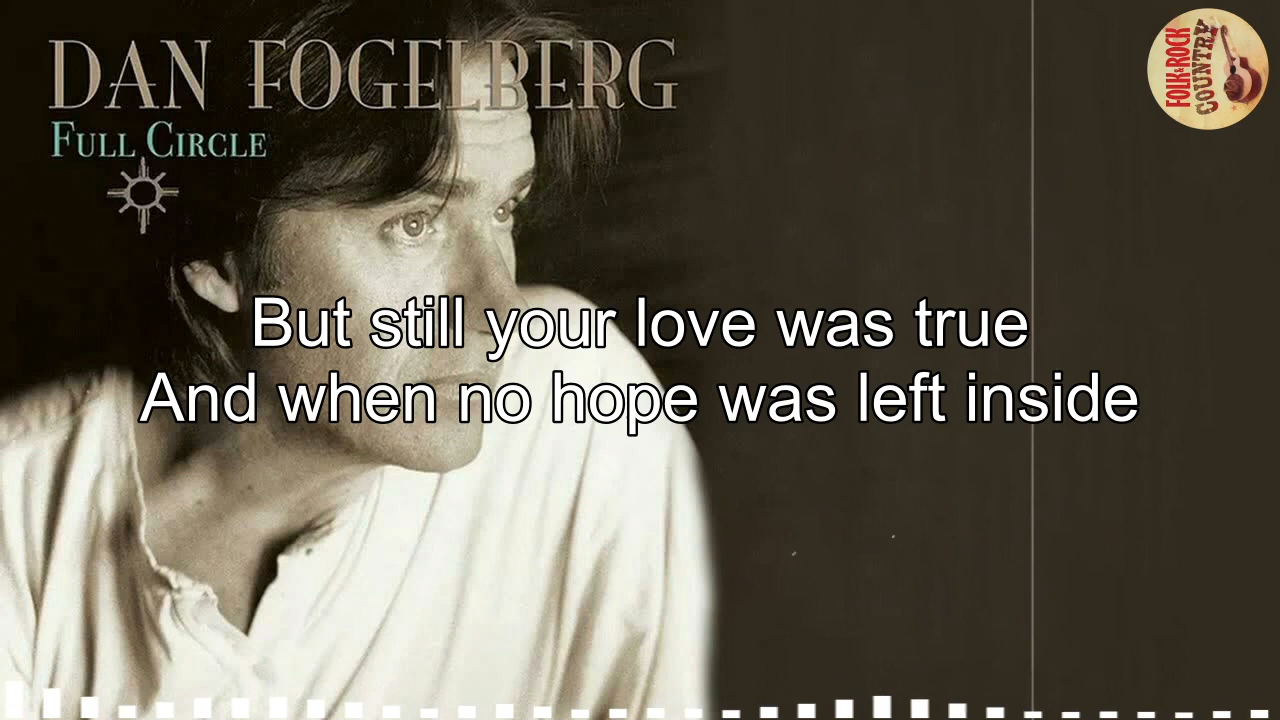 DAN FOGELBERG
FULL CIRCLE
FOLK & ROCK
COUNTRY
But still your love was true
And when no hope was left inside